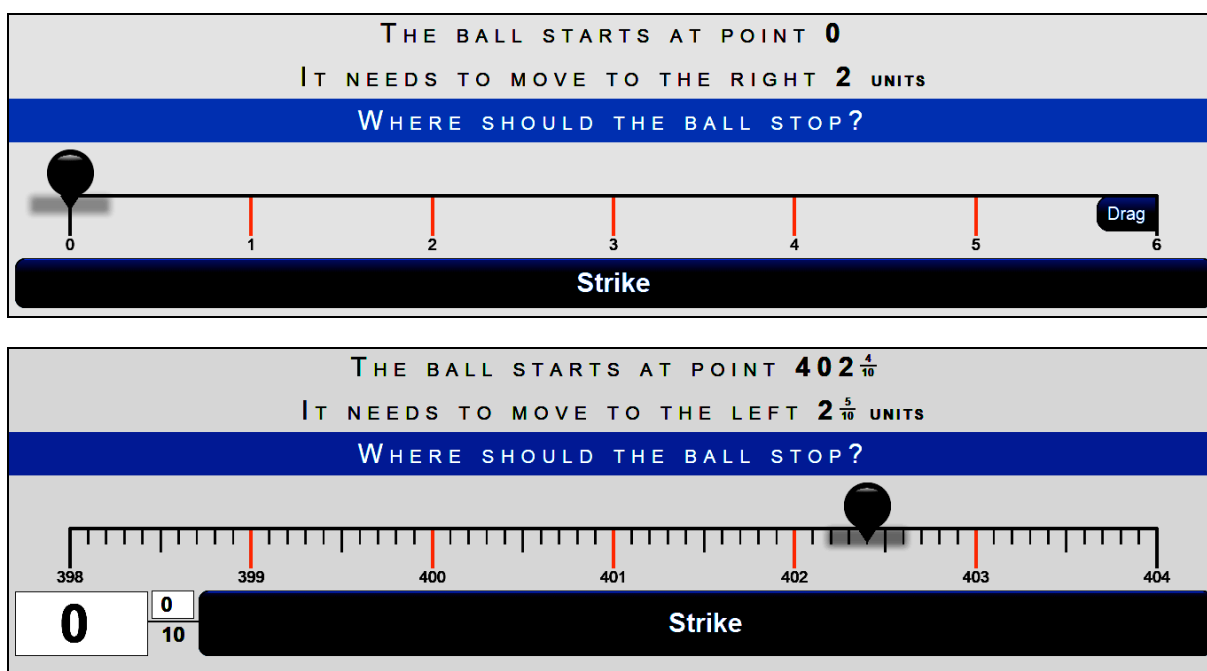 THE BALL STARTS AT POINT 0
IT NEEDS TO MOVE TO THE RIGHT 2 UNITS
WHERE SHOULD THE BALL STOP?
Drag
0 1 2 3 4 5 6
Strike
THE BALL STARTS AT POINT 402 4/10
IT NEEDS TO MOVE TO THE LEFT 2 5/10 UNITS
WHERE SHOULD THE BALL STOP?
398 399 400 401 402 403 404
0 0/10 Strike